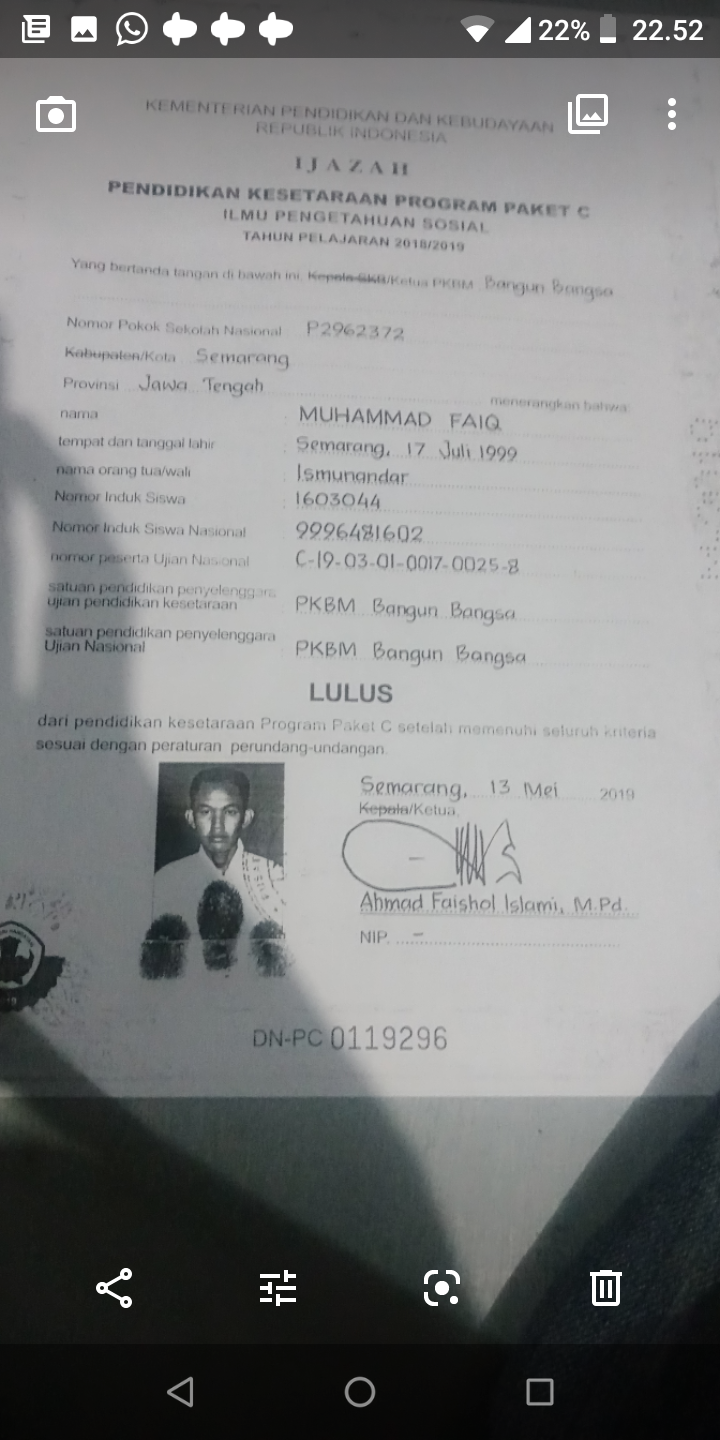 22% 22.52
KEMENTERIAN PENDIDIKAN DAN KEBUDAYAAN
REPUBLIK INDONESIA
IJAZAH
PENDIDIKAN KESETARAAN PROGRAM PAKET C
ILMU PENGETAHUAN SOSIAL
TAHUN PELAJARAN 2018/2019
Yang bertanda tangan di bawah ini, Kepala SKB/Ketua PKBM Bangun Bangsa
Nomor Pokok Sekolah Nasional P2962372
Kabupaten/Kota Semarang
Provinsi Jawa Tengah
menerangkan bahwa:
nama : MUHAMMAD FAIQ
tempat dan tanggal lahir : Semarang, 17 Juli 1999
nama orang tua/wali : Ismunandar
Nomor Induk Siswa : 1603044
Nomor Induk Siswa Nasional : 9996481602
nomor peserta Ujian Nasional : C-19-03-01-0017-0025-8
satuan pendidikan penyelenggara
ujian pendidikan kesetaraan : PKBM Bangun Bangsa
satuan pendidikan penyelenggara
Ujian Nasional : PKBM Bangun Bangsa
LULUS
dari pendidikan kesetaraan Program Paket C setelah memenuhi seluruh kriteria
sesuai dengan peraturan perundang-undangan.
Semarang, 13 Mei 2019
Kepala/Ketua,
Ahmad Faishol Islami, M.Pd.
NIP. -
DN-PC 0119296